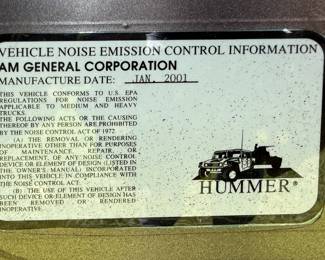 VEHICLE NOISE EMISSION CONTROL INFORMATION
AM GENERAL CORPORATION
MANUFACTURE DATE: JAN. 2001
THIS VEHICLE CONFORMS TO U.S. EPA
REGULATIONS FOR NOISE EMISSION
APPLICABLE TO MEDIUM AND HEAVY
TRUCKS.
THE FOLLOWING ACTS OR THE CAUSING
THEREOF BY ANY PERSON ARE PROHIBITED
BY THE NOISE CONTROL ACT OF 1972.
(A) THE REMOVAL OR RENDERING
INOPERATIVE OTHER THAN FOR PURPOSES
OF MAINTENANCE, REPAIR, OR
REPLACEMENT, OF ANY NOISE CONTROL
DEVICE OR ELEMENT OF DESIGN (LISTED IN
THE OWNER'S MANUAL) INCORPORATED
INTO THIS VEHICLE IN COMPLIANCE WITH
THE NOISE CONTROL ACT.
(B) THE USE OF THIS VEHICLE AFTER
SUCH DEVICE OR ELEMENT OF DESIGN HAS
BEEN REMOVED OR RENDERED
INOPERATIVE.
HUMMER®